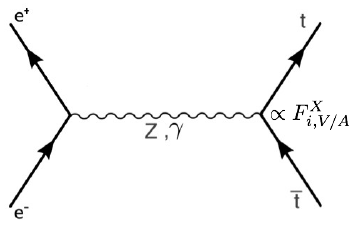 e⁺
t
∝ F^X_{i,V/A}
Z ,γ
e⁻
t̅